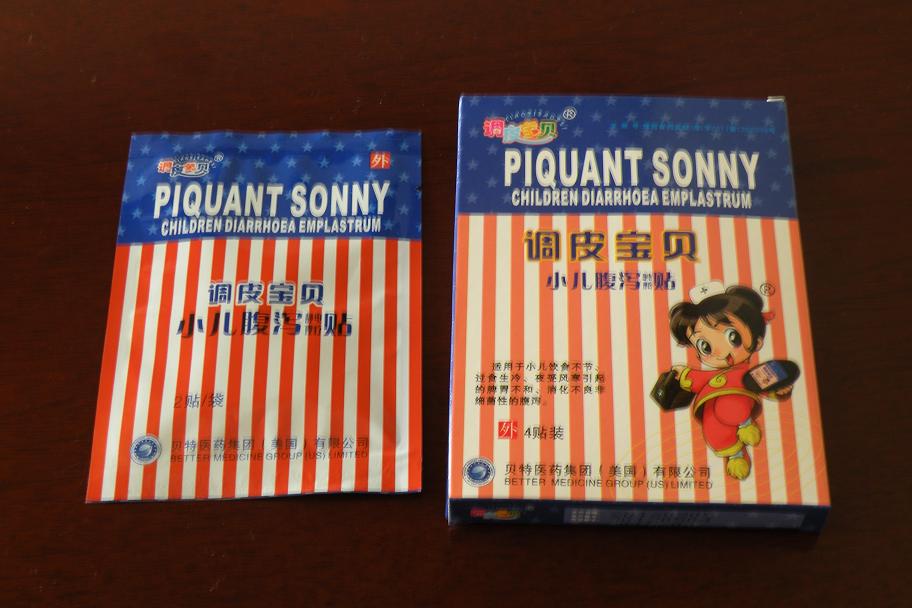 调皮宝贝®
外
PIQUANT SONNY
CHILDREN DIARRHOEA EMPLASTRUM
调皮宝贝
小儿腹泻贴
2贴/袋
贝特医药集团(美国)有限公司
BETTER MEDICINE GROUP (US) LIMITED
调皮宝贝®
PIQUANT SONNY
CHILDREN DIARRHOEA EMPLASTRUM
调皮宝贝
小儿腹泻贴
®
适用于小儿饮食不节、
过食生冷、夜受风寒引起
的脾胃不和、消化不良非
细菌性的腹泻。
外 4贴装
贝特医药集团(美国)有限公司
BETTER MEDICINE GROUP (US) LIMITED
调皮宝贝